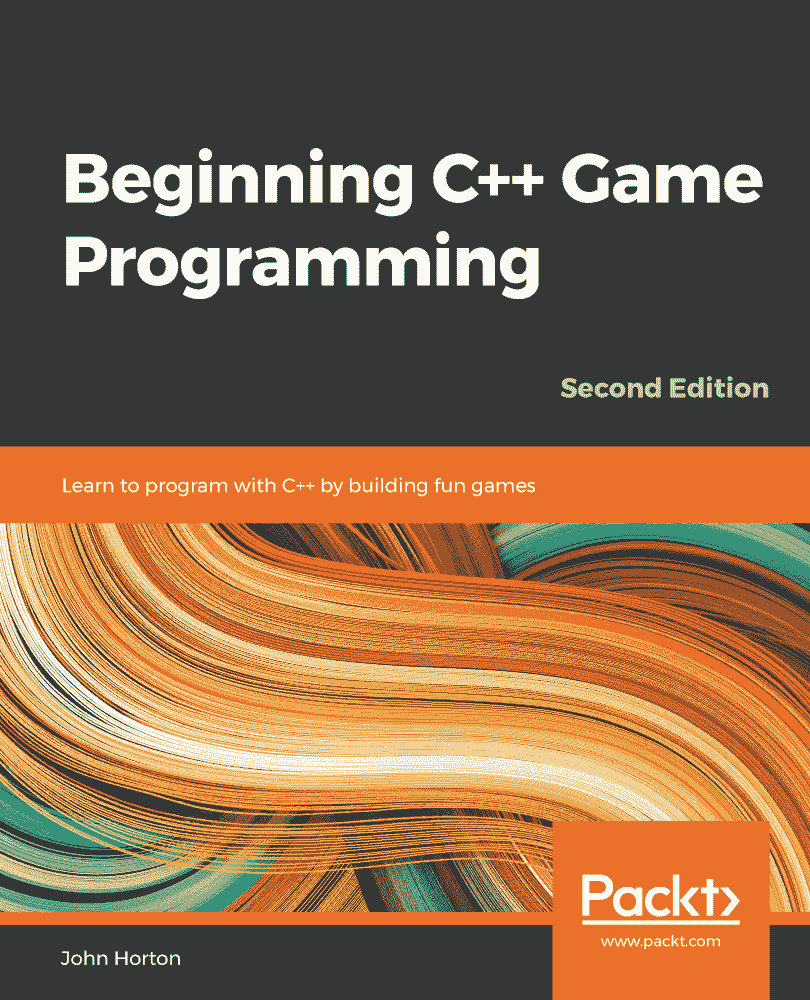 Beginning C++ Game
Programming
Second Edition
Learn to program with C++ by building fun games
Packt>
www.packt.com
John Horton